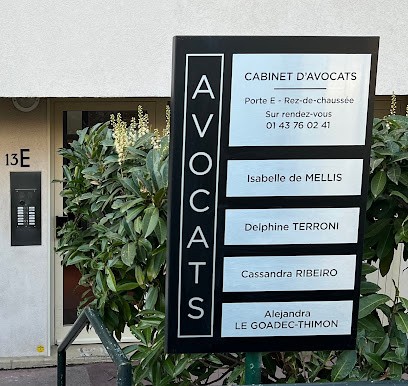 13E
AVOCATS
CABINET D'AVOCATS
Porte E - Rez-de-chaussée
Sur rendez-vous
01 43 76 02 41
Isabelle de MELLIS
Delphine TERRONI
Cassandra RIBEIRO
Alejandra
LE GOADEC-THIMON